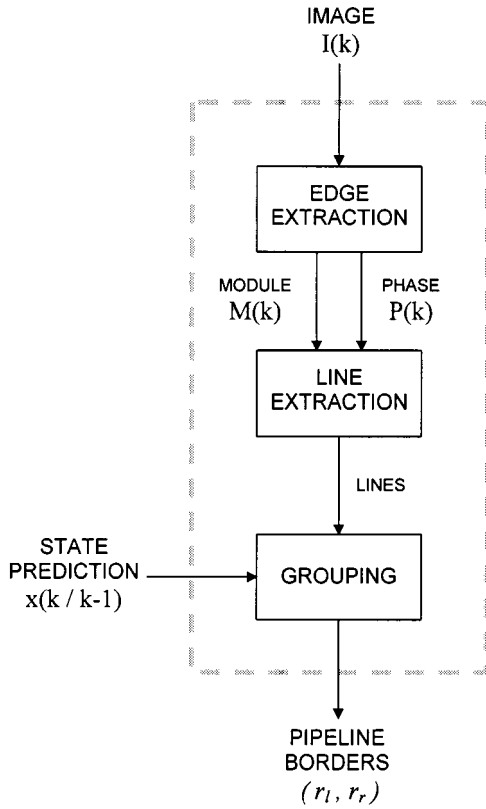 IMAGE
I(k)
EDGE
EXTRACTION
MODULE
M(k)
PHASE
P(k)
LINE
EXTRACTION
LINES
STATE
PREDICTION
x(k / k-1)
GROUPING
PIPELINE
BORDERS
(r_l, r_r)